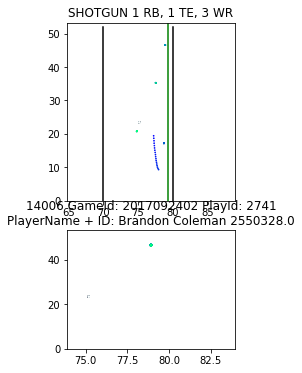 SHOTGUN 1 RB, 1 TE, 3 WR
50
40
30
20
10
0
65 70 75 80 85
14006 GameId: 2017092402 PlayId: 2741
PlayerName + ID: Brandon Coleman 2550328.0
40
20
0
75.0 77.5 80.0 82.5